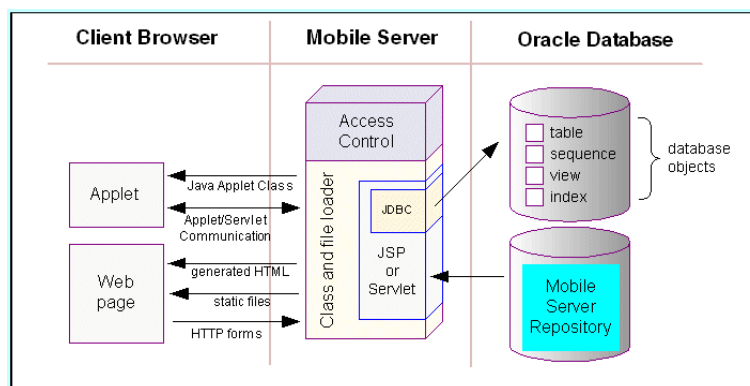 Client Browser
Mobile Server
Oracle Database
Access
Control
Class and file loader
JDBC
JSP
or
Servlet
Applet
Java Applet Class
Applet/Servlet
Communication
Web
page
generated HTML
static files
HTTP forms
table
sequence
view
index
database
objects
Mobile
Server
Repository